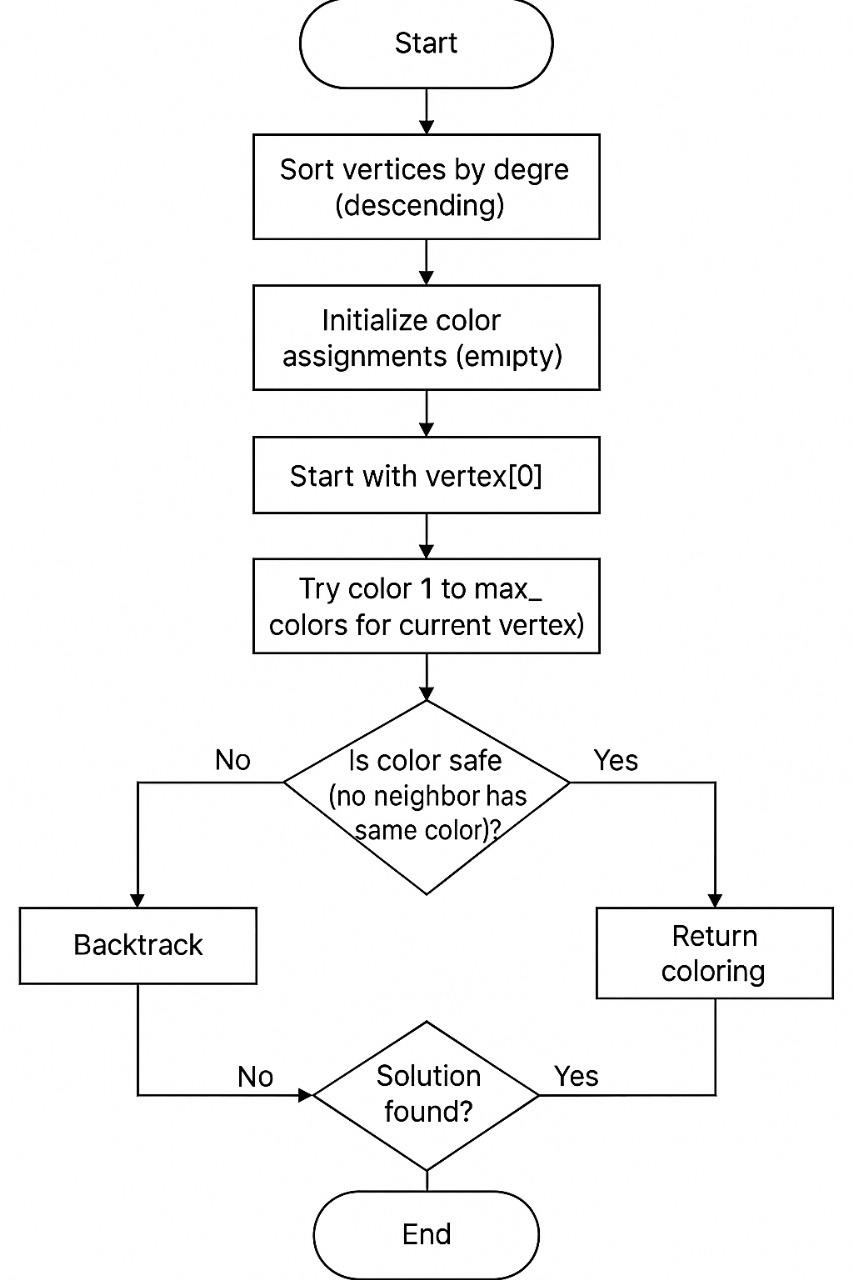 Start
Sort vertices by degre
(descending)
Initialize color
assignments (emıpty)
Start with vertex[0]
Try color 1 to max_
colors for current vertex)
Is color safe
(no neighbor has
same color)?
No
Yes
Backtrack
Return
coloring
No
Solution
found?
Yes
End